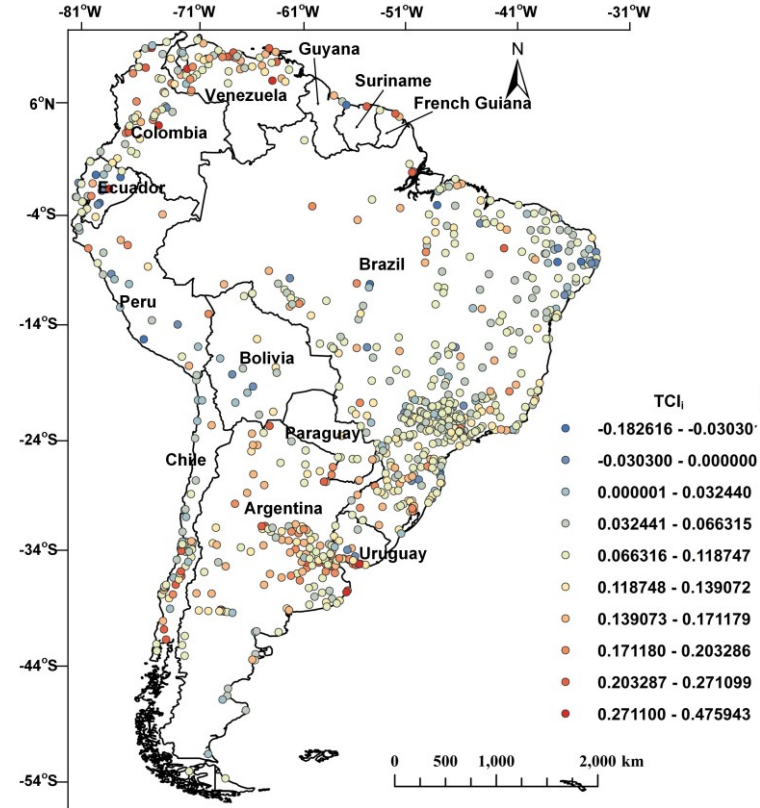 -81°W -71°W -61°W -51°W -41°W -31°W
Guyana
N
Suriname
Venezuela
French Guiana
6°N
Colombia
Ecuador
-4°S
Brazil
Peru
-14°S
Bolivia
TCIi
-0.182616 - -0.03030
-0.030300 - 0.000000
Paraguay
-24°S
Chile
0.000001 - 0.032440
Argentina
0.032441 - 0.066315
-34°S
Uruguay
0.066316 - 0.118747
0.118748 - 0.139072
0.139073 - 0.171179
0.171180 - 0.203286
-44°S
0.203287 - 0.271099
0.271100 - 0.475943
0 500 1,000 2,000 km
-54°S